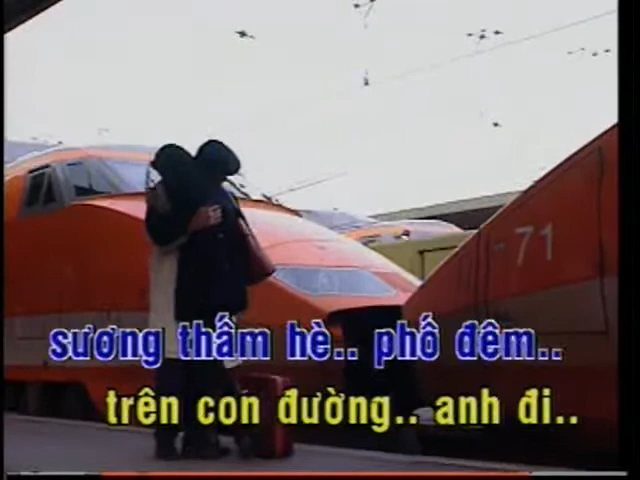 71
sương thấm hè.. phố đêm..
trên con đường.. anh đi..